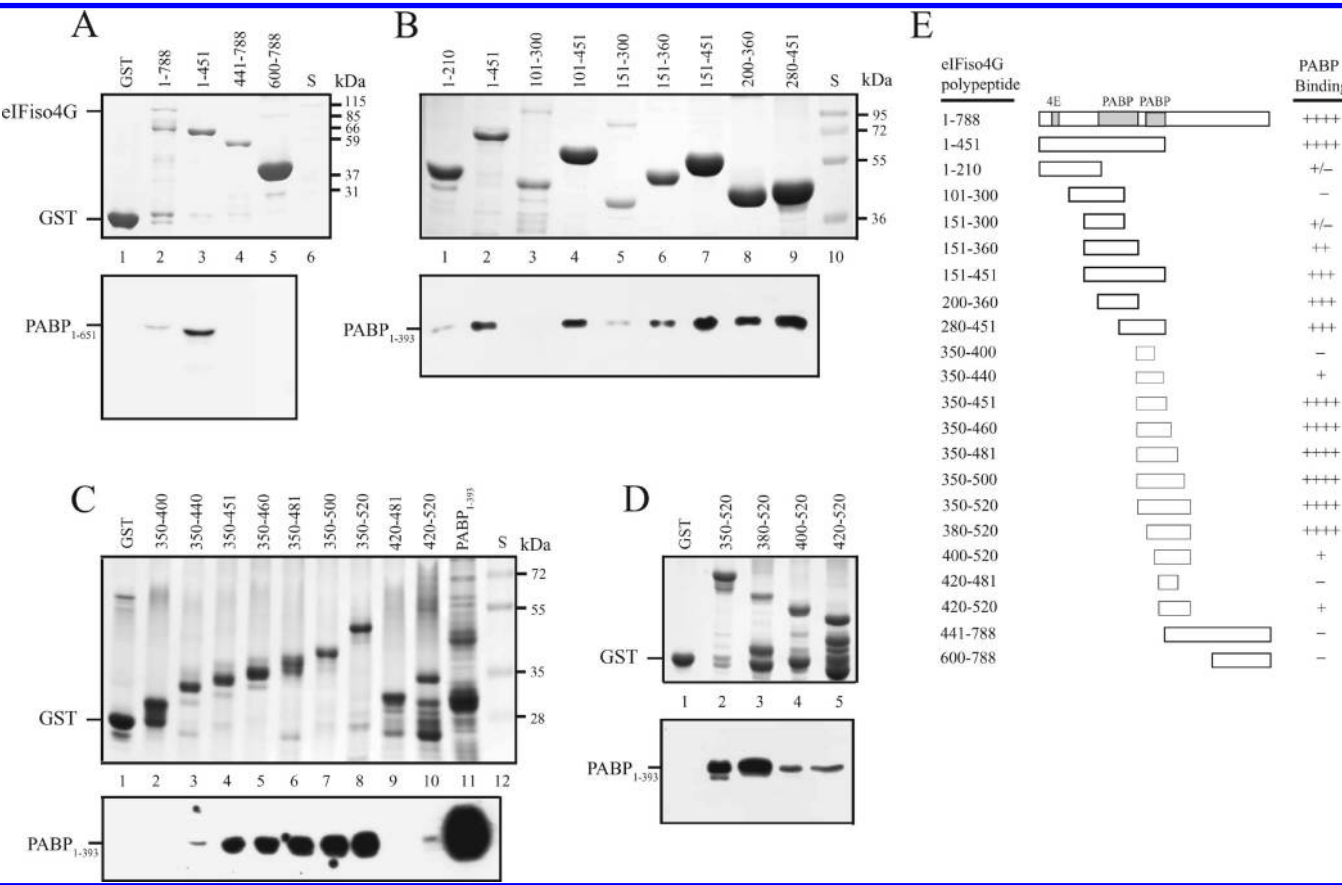 A
GST
1-788
1-451
441-788
600-788
S
kDa
eIFiso4G
115
85
66
59
37
31
GST
1 2 3 4 5 6
PABP1-651
B
1-210
1-451
101-300
101-451
151-300
151-360
151-451
200-360
280-451
S
kDa
95
72
55
36
1 2 3 4 5 6 7 8 9 10
PABP1-393
C
GST
350-400
350-440
350-451
350-460
350-481
350-500
350-520
420-481
420-520
PABP1-393
S
kDa
72
55
35
28
GST
1 2 3 4 5 6 7 8 9 10 11 12
PABP1-393
D
GST
350-520
380-520
400-520
420-520
GST
1 2 3 4 5
PABP1-393
E
eIFiso4G PABP
polypeptide Binding
4E PABP PABP
1-788 ++++
1-451 ++++
1-210 +/−
101-300 −
151-300 +/−
151-360 ++
151-451 +++
200-360 +++
280-451 +++
350-400 −
350-440 +
350-451 ++++
350-460 ++++
350-481 ++++
350-500 ++++
350-520 ++++
380-520 ++++
400-520 +
420-481 −
420-520 +
441-788 −
600-788 −